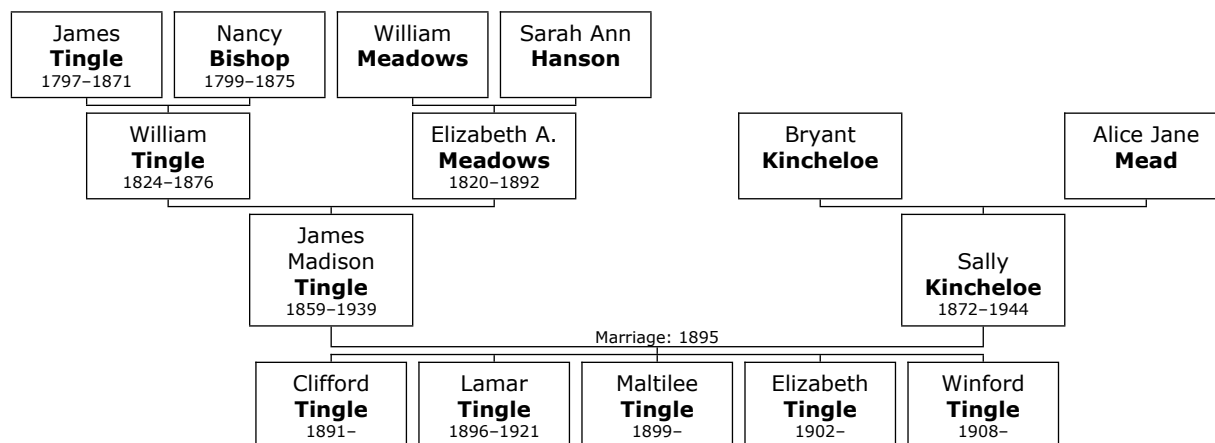 James
Tingle
1797–1871
Nancy
Bishop
1799–1875
William
Meadows
Sarah Ann
Hanson
William
Tingle
1824–1876
Elizabeth A.
Meadows
1820–1892
Bryant
Kincheloe
Alice Jane
Mead
James
Madison
Tingle
1859–1939
Sally
Kincheloe
1872–1944
Marriage: 1895
Clifford
Tingle
1891–
Lamar
Tingle
1896–1921
Maltilee
Tingle
1899–
Elizabeth
Tingle
1902–
Winford
Tingle
1908–